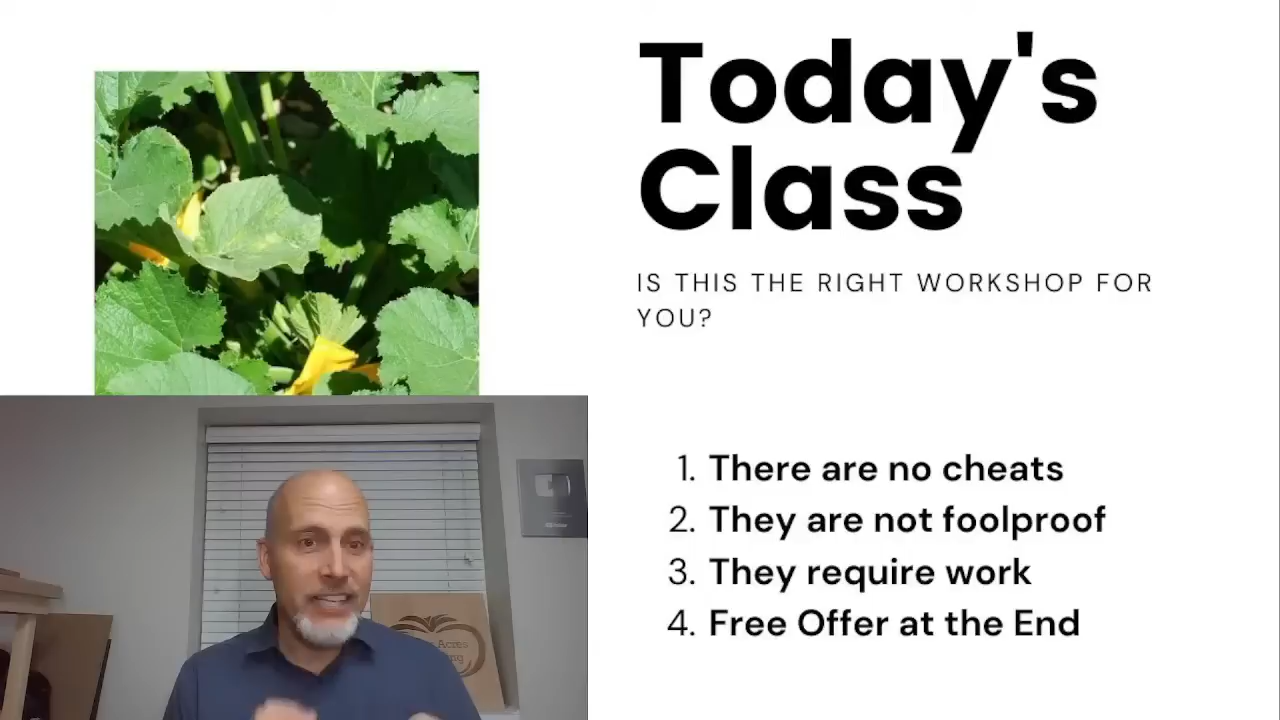 Today's
Class
IS THIS THE RIGHT WORKSHOP FOR
YOU?
1. There are no cheats
2. They are not foolproof
3. They require work
4. Free Offer at the End
Acres